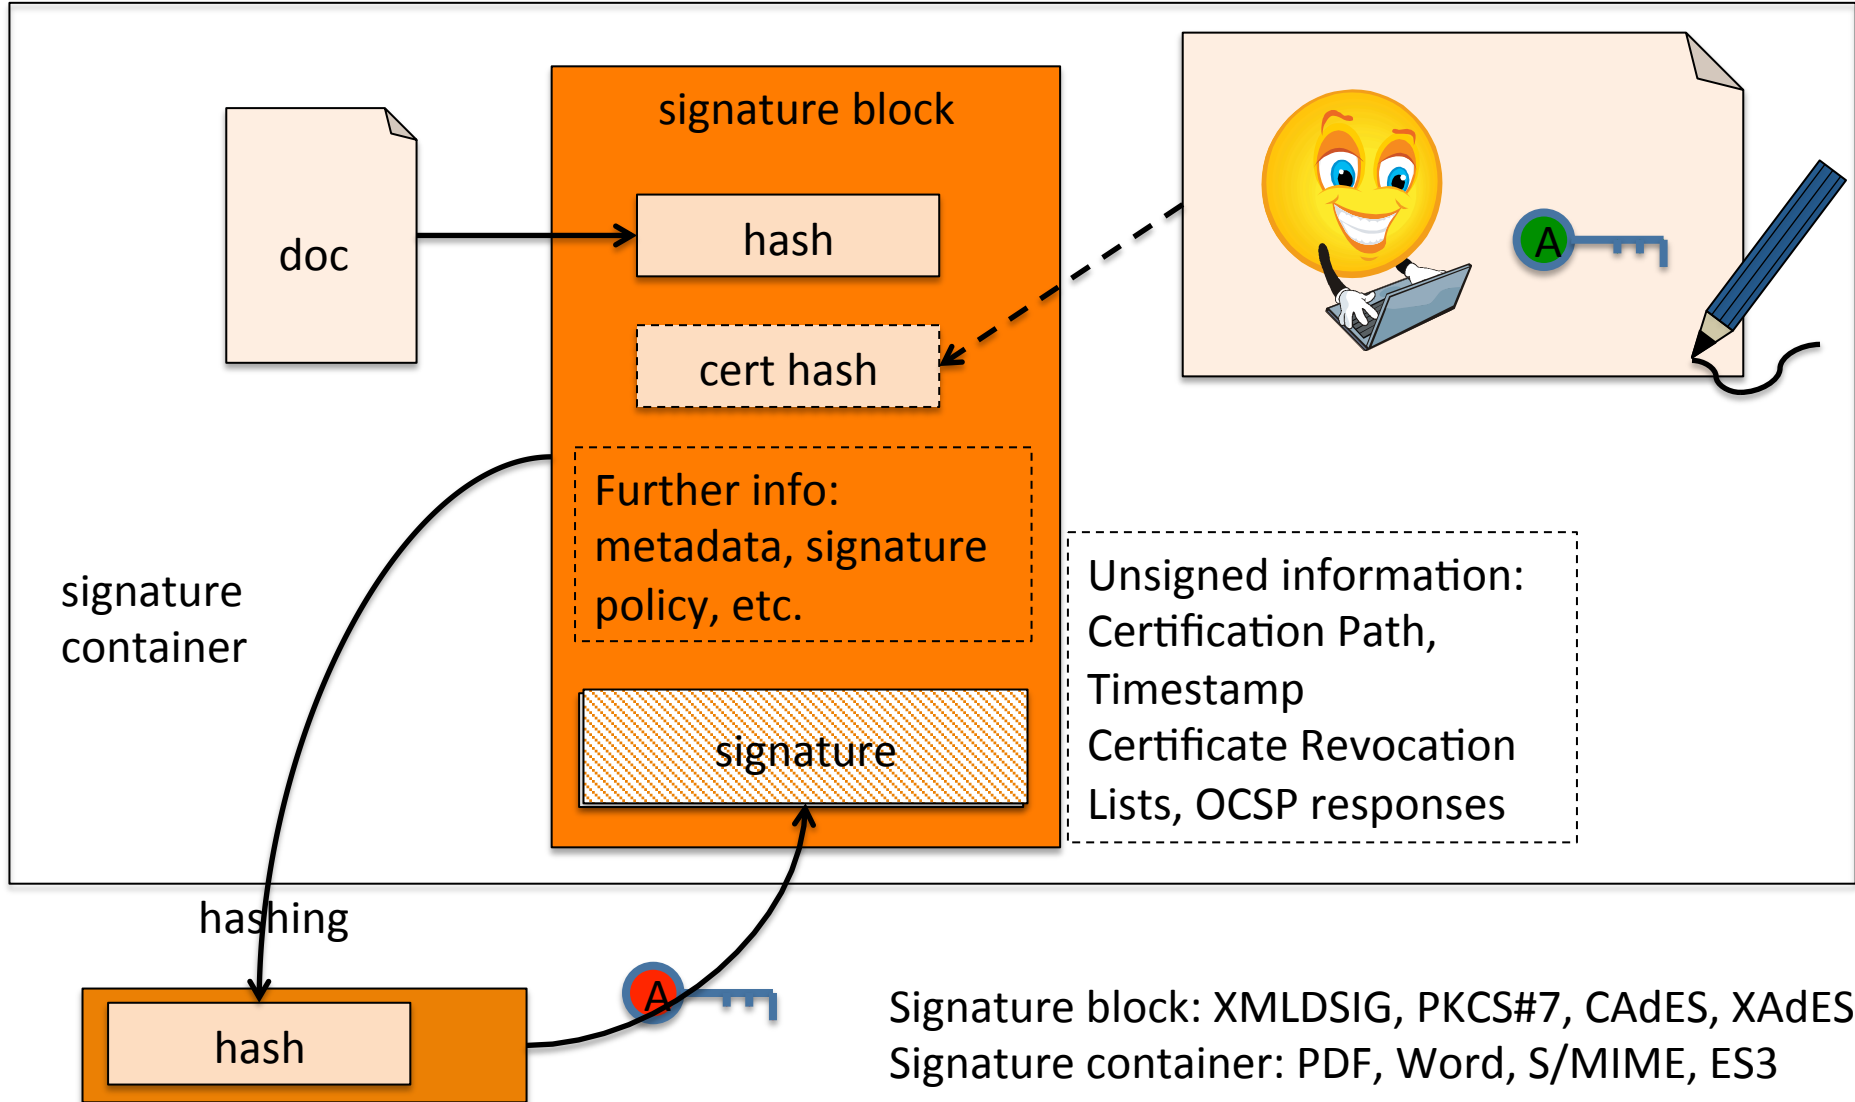 signature block
doc
hash
A
cert hash
Further info:
metadata, signature
policy, etc.
signature
container
Unsigned information:
Certification Path,
Timestamp
Certificate Revocation
Lists, OCSP responses
signature
hashing
A
hash
Signature block: XMLDSIG, PKCS#7, CAdES, XAdES
Signature container: PDF, Word, S/MIME, ES3